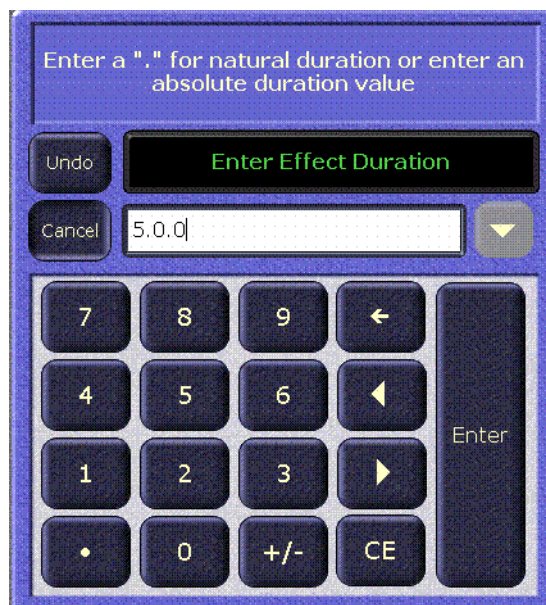 Enter a "." for natural duration or enter an
absolute duration value
Undo
Enter Effect Duration
Cancel
5.0.0
7 8 9 ←
4 5 6 ◀
Enter
1 2 3 ▶
• 0 +/- CE